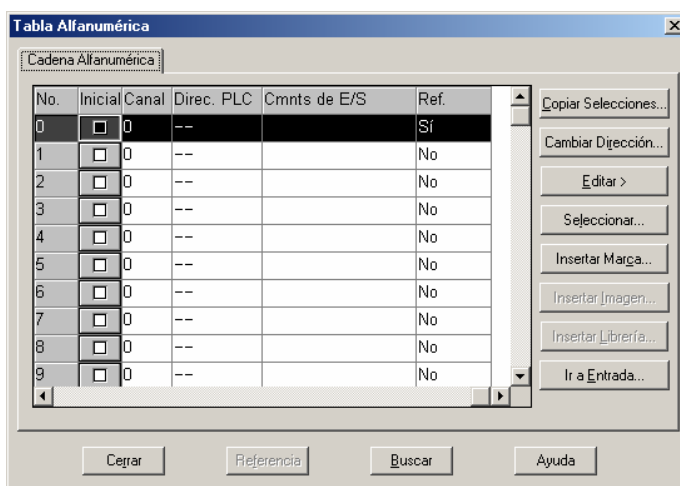 Tabla Alfanumérica
Cadena Alfanumérica
No. Inicial Canal Direc. PLC Cmnts de E/S Ref.
0 0 -- Sí
1 0 -- No
2 0 -- No
3 0 -- No
4 0 -- No
5 0 -- No
6 0 -- No
7 0 -- No
8 0 -- No
9 0 -- No
Copiar Selecciones...
Cambiar Dirección...
Editar >
Seleccionar...
Insertar Marca...
Insertar Imagen...
Insertar Librería...
Ir a Entrada...
Cerrar Referencia Buscar Ayuda